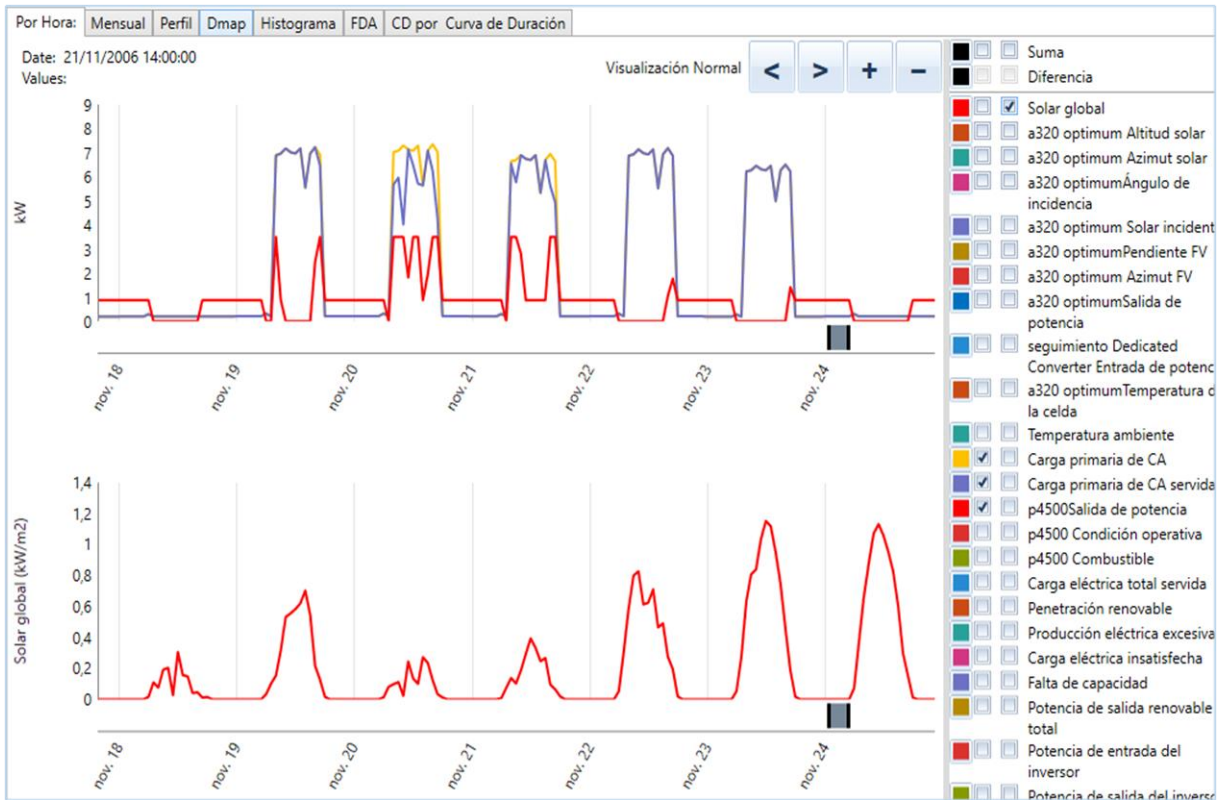 Por Hora: Mensual Perfil Dmap Histograma FDA CD por Curva de Duración
Date: 21/11/2006 14:00:00
Values:
Visualización Normal < > + −
9
8
7
6
5
4
3
2
1
0
kW
nov. 18 nov. 19 nov. 20 nov. 21 nov. 22 nov. 23 nov. 24
1,4
1,2
1
0,8
0,6
0,4
0,2
0
Solar global (kW/m2)
nov. 18 nov. 19 nov. 20 nov. 21 nov. 22 nov. 23 nov. 24
Suma
Diferencia
Solar global
a320 optimum Altitud solar
a320 optimum Azimut solar
a320 optimumÁngulo de
incidencia
a320 optimum Solar incident
a320 optimumPendiente FV
a320 optimum Azimut FV
a320 optimumSalida de
potencia
seguimiento Dedicated
Converter Entrada de potenc
a320 optimumTemperatura d
la celda
Temperatura ambiente
Carga primaria de CA
Carga primaria de CA servida
p4500Salida de potencia
p4500 Condición operativa
p4500 Combustible
Carga eléctrica total servida
Penetración renovable
Producción eléctrica excesiva
Carga eléctrica insatisfecha
Falta de capacidad
Potencia de salida renovable
total
Potencia de entrada del
inversor
Potencia de salida del inverso